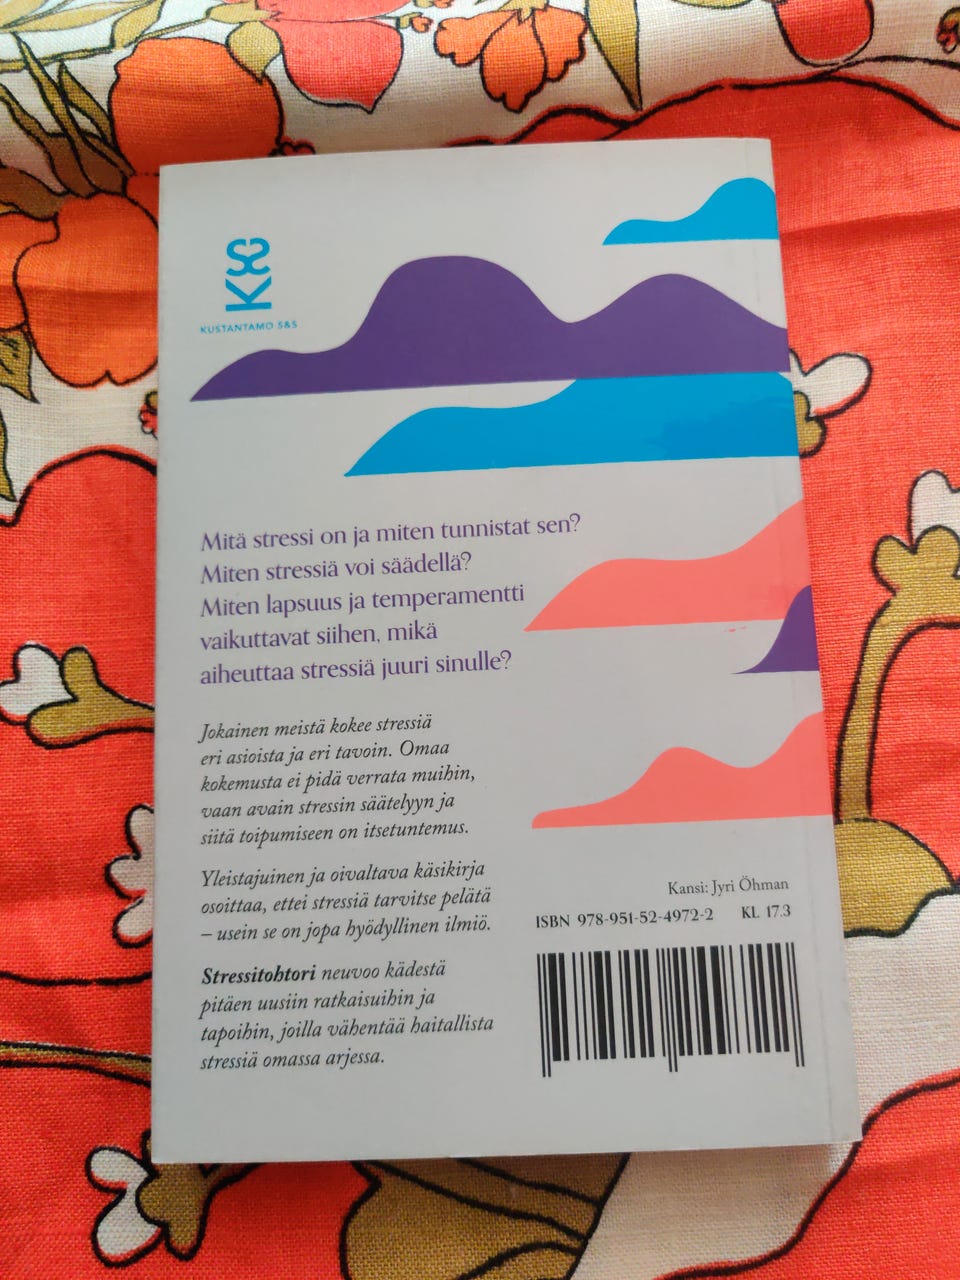 KSS
KUSTANTAMO S&S
Mitä stressi on ja miten tunnistat sen?
Miten stressiä voi säädellä?
Miten lapsuus ja temperamentti
vaikuttavat siihen, mikä
aiheuttaa stressiä juuri sinulle?
Jokainen meistä kokee stressiä
eri asioista ja eri tavoin. Omaa
kokemusta ei pidä verrata muihin,
vaan avain stressin säätelyyn ja
siitä toipumiseen on itsetuntemus.
Yleistajuinen ja oivaltava käsikirja
osoittaa, ettei stressiä tarvitse pelätä
– usein se on jopa hyödyllinen ilmiö.
Stressitohtori neuvoo kädestä
pitäen uusiin ratkaisuihin ja
tapoihin, joilla vähentää haitallista
stressiä omassa arjessa.
Kansi: Jyri Öhman
ISBN 978-951-52-4972-2 KL 17.3